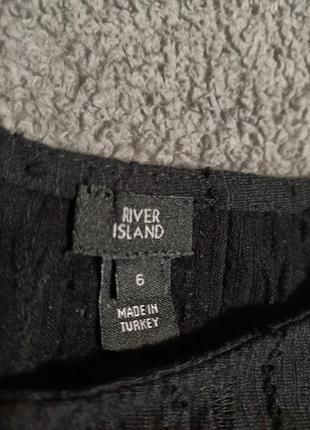 RIVER
ISLAND
6
MADE IN
TURKEY